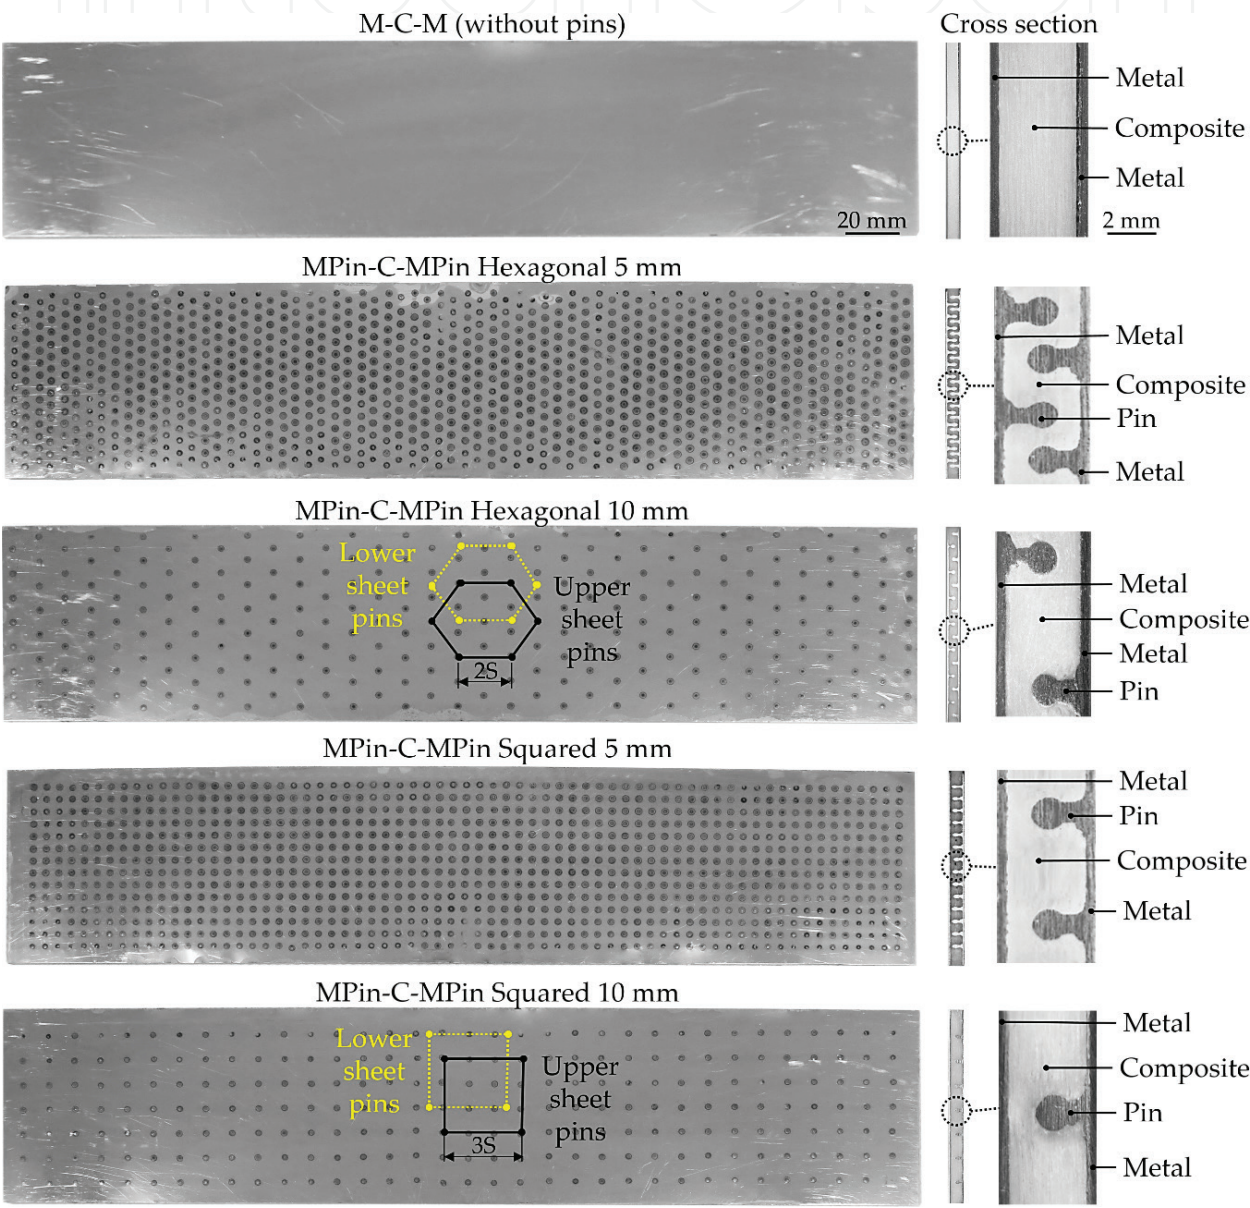 M-C-M (without pins)
Cross section
Metal
Composite
Metal
20 mm
2 mm
MPin-C-MPin Hexagonal 5 mm
Metal
Composite
Pin
Metal
MPin-C-MPin Hexagonal 10 mm
Lower
sheet
pins
Upper
sheet
pins
2S
Metal
Composite
Metal
Pin
MPin-C-MPin Squared 5 mm
Metal
Pin
Composite
Metal
MPin-C-MPin Squared 10 mm
Lower
sheet
pins
Upper
sheet
pins
3S
Metal
Composite
Pin
Metal